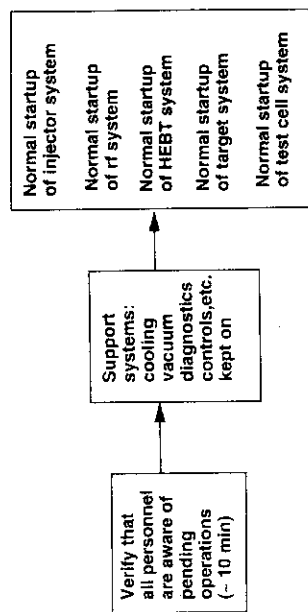 Verify that
all personnel
are aware of
pending
operations
(~ 10 min)
Support
systems:
cooling
vacuum
diagnostics
controls,etc.
kept on
Normal startup
of injector system
Normal startup
of rf system
Normal startup
of HEBT system
Normal startup
of target system
Normal startup
of test cell system